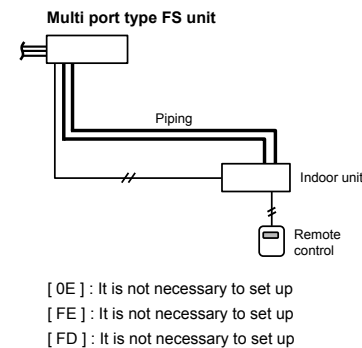 Multi port type FS unit
Piping
Indoor unit
Remote
control
[ 0E ] : It is not necessary to set up
[ FE ] : It is not necessary to set up
[ FD ] : It is not necessary to set up